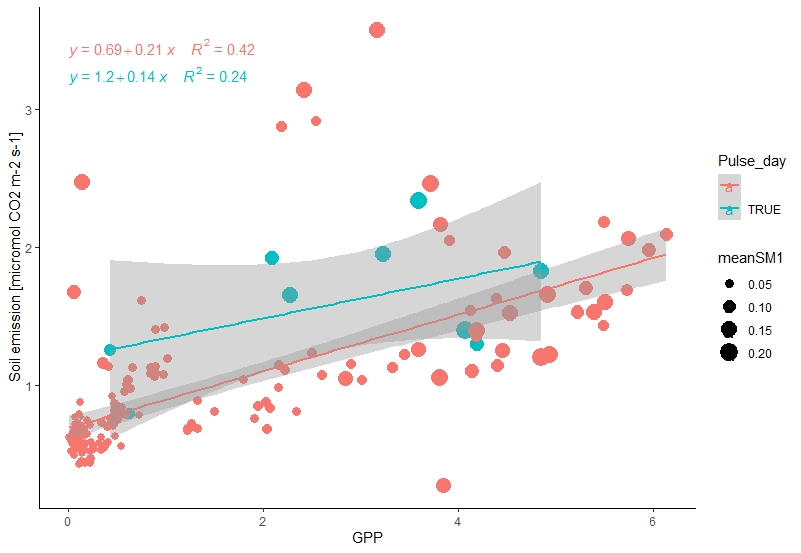 y = 0.69 + 0.21 x R² = 0.42
y = 1.2 + 0.14 x R² = 0.24
Soil emission [micromol CO2 m-2 s-1]
3
2
1
0 2 4 6
GPP
Pulse_day
a
a TRUE
meanSM1
0.05
0.10
0.15
0.20